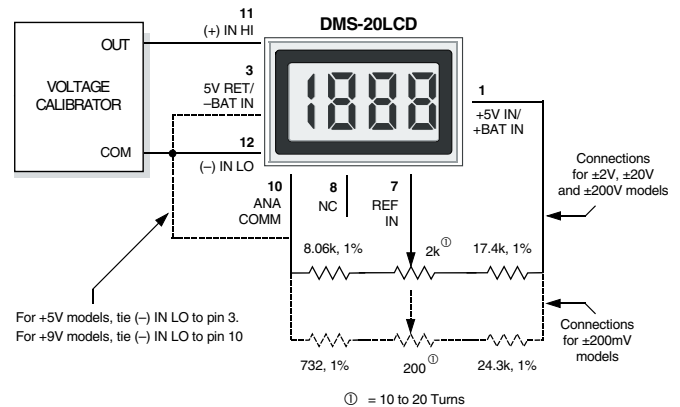 11
(+) IN HI
DMS-20LCD
OUT
VOLTAGE
CALIBRATOR
COM
3
5V RET/
–BAT IN
12
(–) IN LO
1888
1
+5V IN/
+BAT IN
Connections
for ±2V, ±20V
and ±200V models
10
ANA
COMM
8
NC
7
REF
IN
8.06k, 1%
2k①
17.4k, 1%
For +5V models, tie (–) IN LO to pin 3.
For +9V models, tie (–) IN LO to pin 10
Connections
for ±200mV
models
732, 1%
200①
24.3k, 1%
① = 10 to 20 Turns